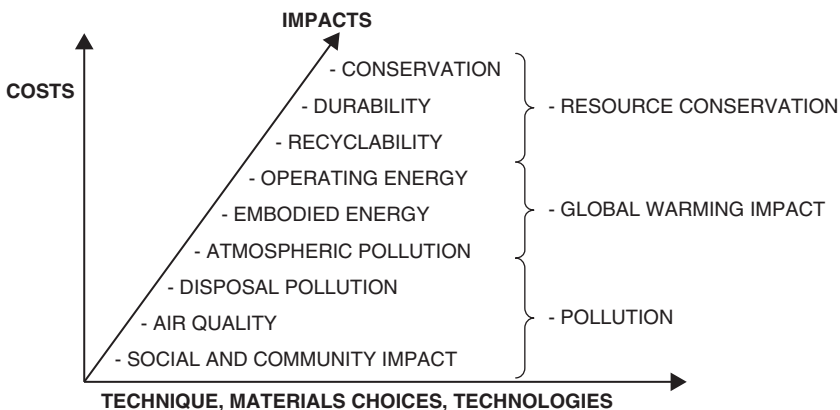 IMPACTS
COSTS
- CONSERVATION
- DURABILITY
- RECYCLABILITY
- OPERATING ENERGY
- EMBODIED ENERGY
- ATMOSPHERIC POLLUTION
- DISPOSAL POLLUTION
- AIR QUALITY
- SOCIAL AND COMMUNITY IMPACT
- RESOURCE CONSERVATION
- GLOBAL WARMING IMPACT
- POLLUTION
TECHNIQUE, MATERIALS CHOICES, TECHNOLOGIES